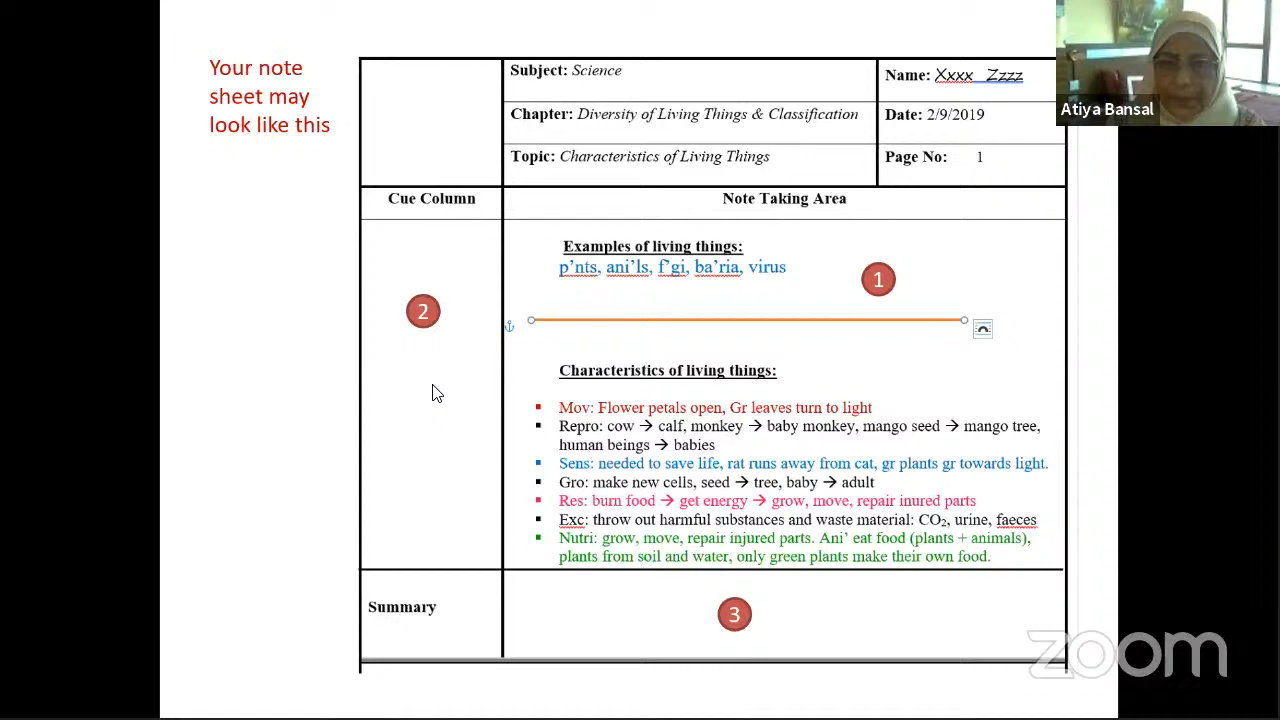 Your note
sheet may
look like this
Subject: Science
Name: Xxxx Zzzz
Chapter: Diversity of Living Things & Classification
Date: 2/9/2019
Topic: Characteristics of Living Things
Page No: 1
Atiya Bansal
Cue Column
Note Taking Area
Examples of living things:
p’nts, ani’ls, f’gi, ba’ria, virus
1
2
Characteristics of living things:
Mov: Flower petals open, Gr leaves turn to light
Repro: cow → calf, monkey → baby monkey, mango seed → mango tree,
human beings → babies
Sens: needed to save life, rat runs away from cat, gr plants gr towards light.
Gro: make new cells, seed → tree, baby → adult
Res: burn food → get energy → grow, move, repair inured parts
Exc: throw out harmful substances and waste material: CO₂, urine, faeces
Nutri: grow, move, repair injured parts. Ani’ eat food (plants + animals),
plants from soil and water, only green plants make their own food.
Summary
3
zoom